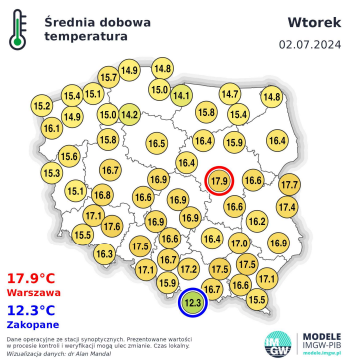 Średnia dobowa
temperatura
Wtorek
02.07.2024
15.7 14.9 14.8
15.2 15.4 15.1 15.0 14.1 14.7 14.8
16.1 14.9 15.0 14.2 15.8 15.4
15.8 16.5 16.4 15.9 16.4
15.6
15.3 16.7 16.4
15.1 16.8 16.9 17.9 16.6 17.7
16.9 16.6 17.4
17.1 17.6 16.9 16.9 16.2
15.5 16.6 16.4 17.0 16.9
16.3 17.5
17.1 16.7 17.2 17.5 17.5 17.1
15.9 12.3 16.7 16.6 15.5
17.9°C
Warszawa
12.3°C
Zakopane
Dane operacyjne ze stacji synoptycznych. Prezentowane wartości
w procesie kontroli i weryfikacji mogą ulec zmianie. Czas lokalny.
Wizualizacja danych: dr Alan Mandal
IM
GW
MODELE
IMGW-PIB
modele.imgw.pl